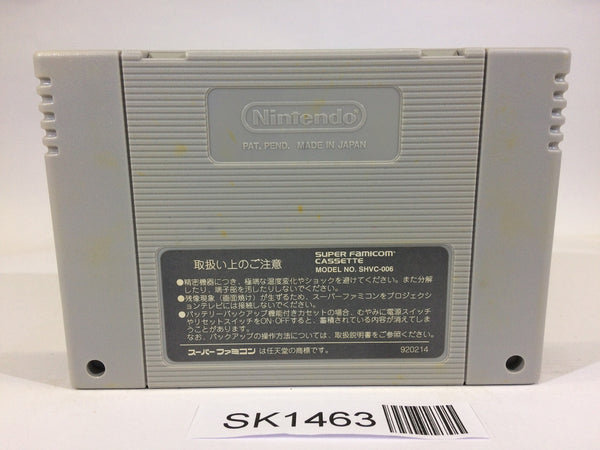 Nintendo®
PAT. PEND. MADE IN JAPAN
取扱い上のご注意
SUPER FAMICOM™
CASSETTE
MODEL NO. SHVC-006
●精密機器につき、極端な温度変化やショックを避けてください。また分解
したり、端子部を汚したりしないでください。
●残像現象(画面焼け)が生ずるため、スーパーファミコンをプロジェクシ
ョンテレビには接続しないでください。
●バッテリーバックアップ機能付きカセットの場合、むやみに電源スイッチ
やリセットスイッチをON・OFFすると、蓄積されている内容が消えてしま
うことがあります。
なお、バックアップの操作方法については、取扱説明書をご参照ください。
スーパーファミコンは任天堂の商標です。
920214
SK1463